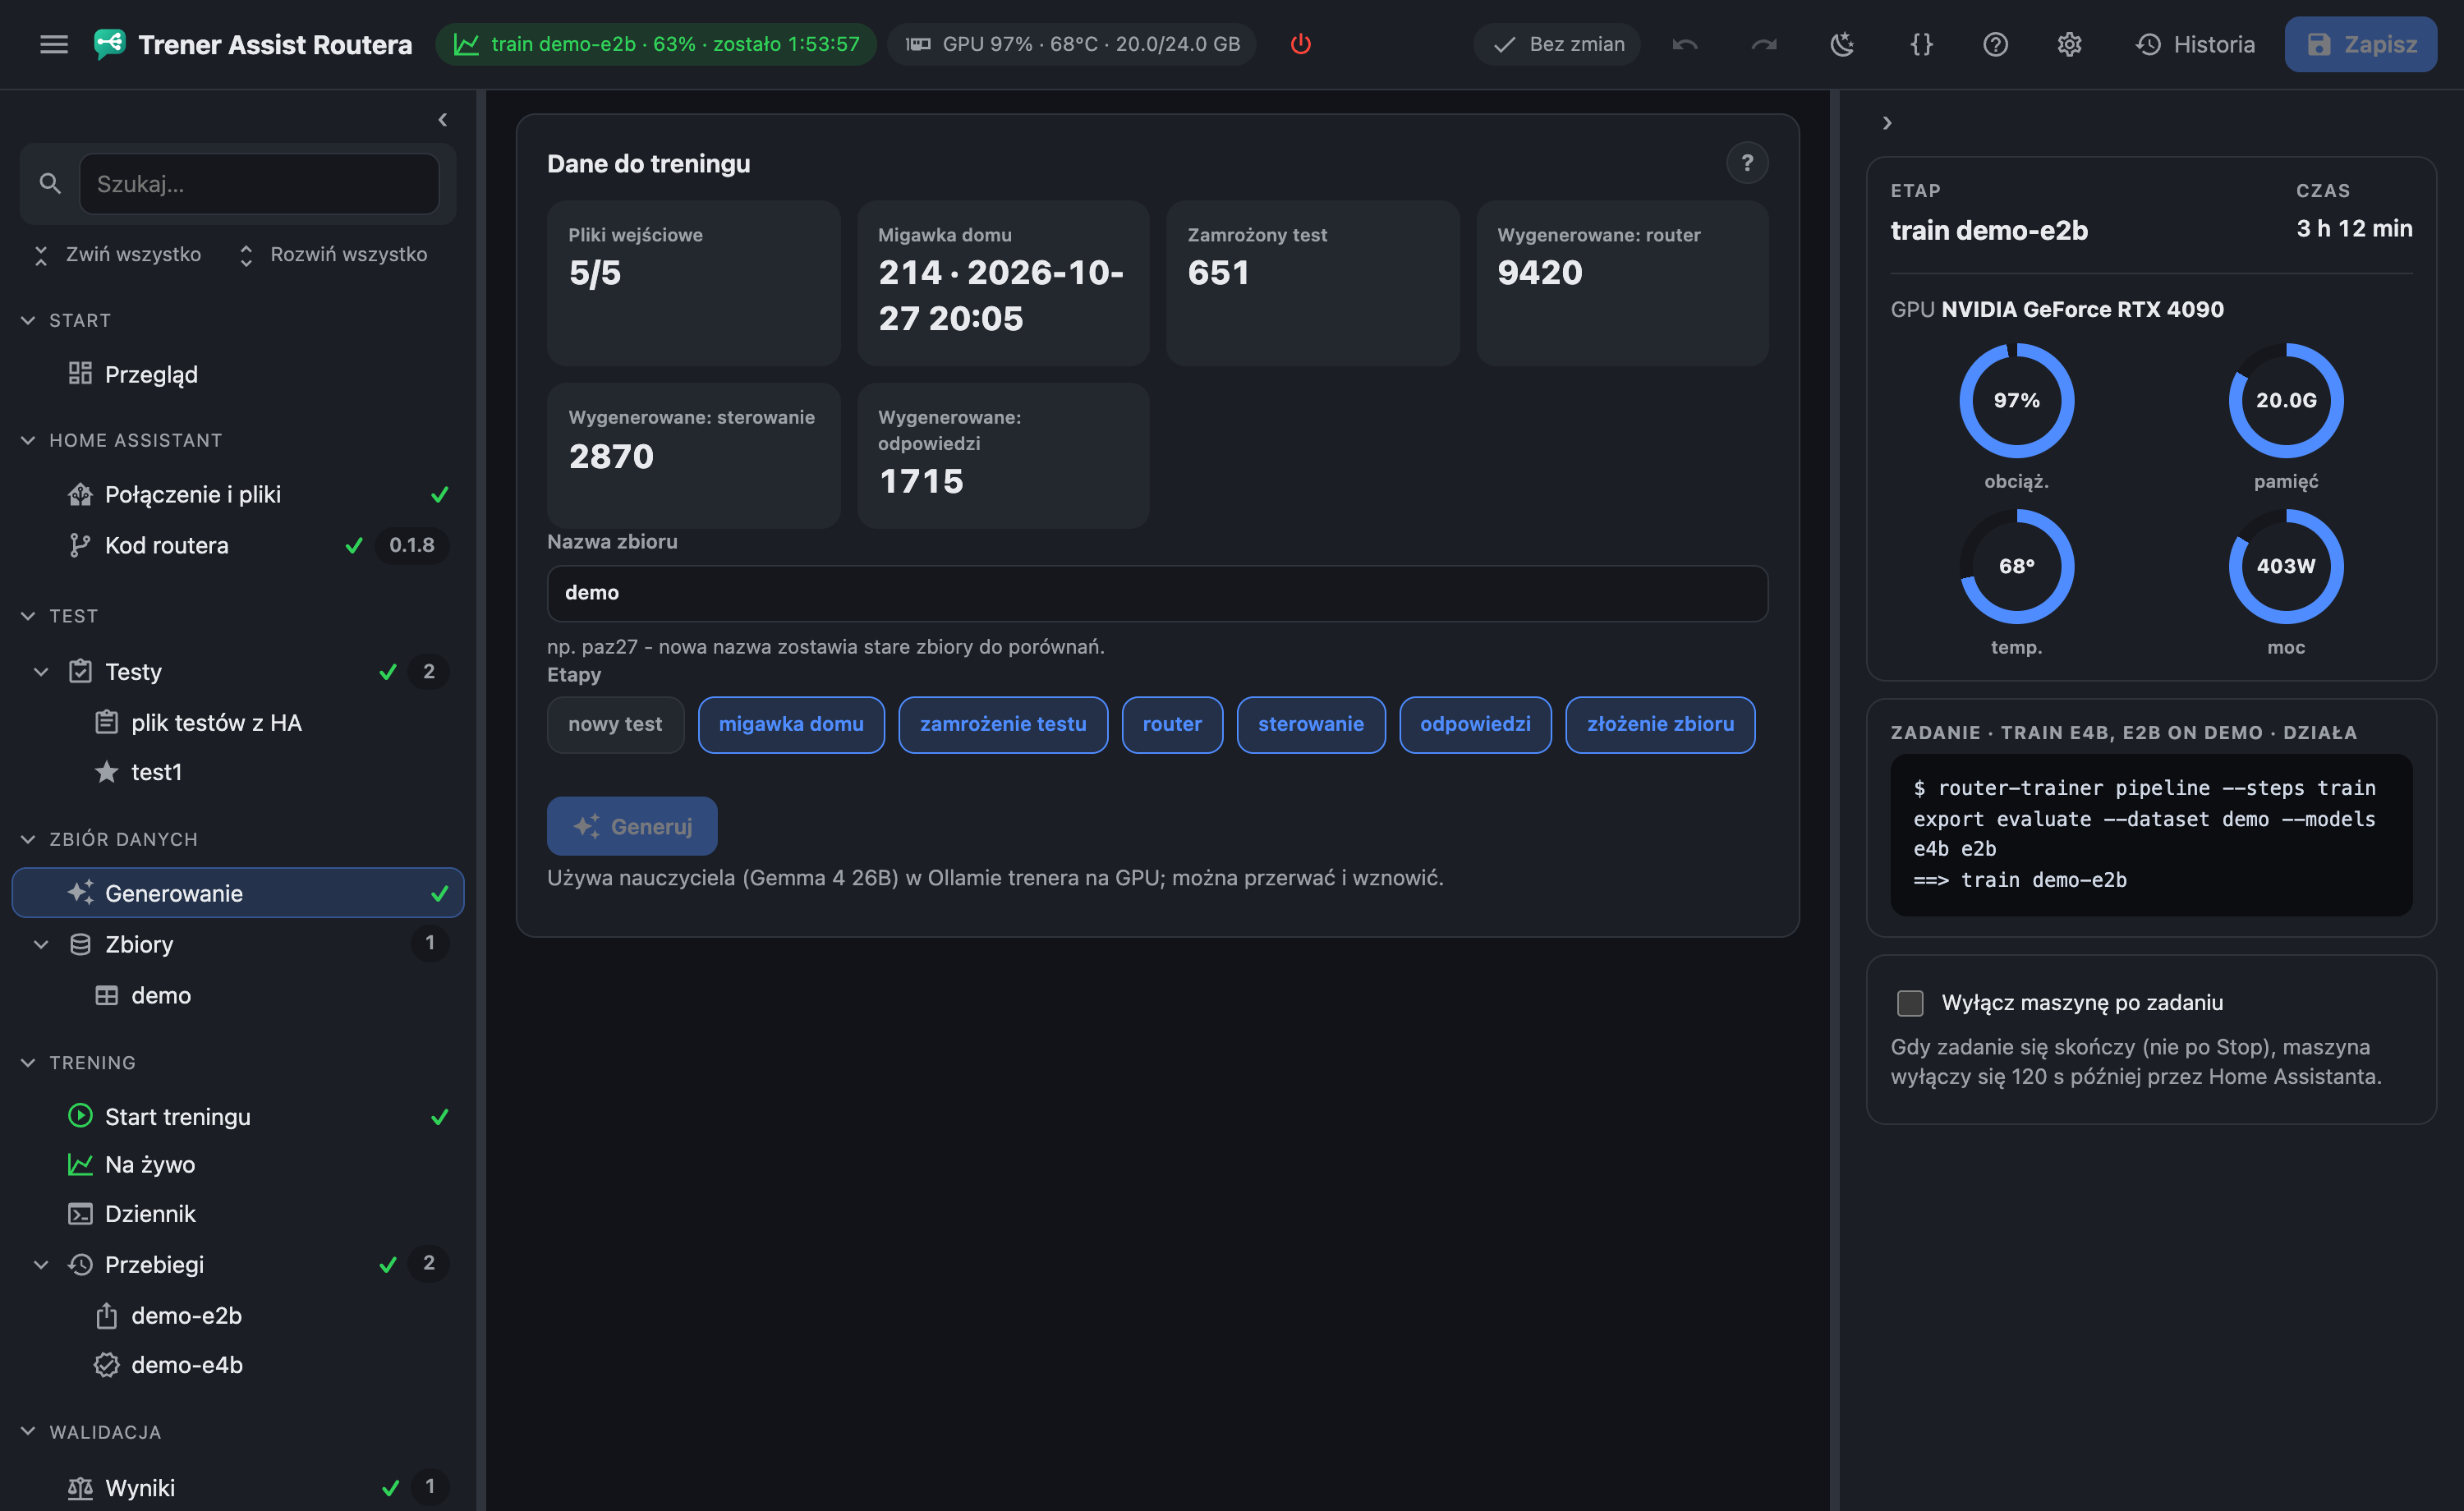 Trener Assist Routera
train demo-e2b · 63% · zostało 1:53:57
GPU 97% · 68°C · 20.0/24.0 GB
Bez zmian
{}
Historia
Zapisz
Szukaj...
Zwiń wszystko
Rozwiń wszystko
START
Przegląd
HOME ASSISTANT
Połączenie i pliki
Kod routera
0.1.8
TEST
Testy
2
plik testów z HA
test1
ZBIÓR DANYCH
Generowanie
Zbiory
1
demo
TRENING
Start treningu
Na żywo
Dziennik
Przebiegi
2
demo-e2b
demo-e4b
WALIDACJA
Wyniki
1
Dane do treningu
?
Pliki wejściowe
5/5
Migawka domu
214 · 2026-10-
27 20:05
Zamrożony test
651
Wygenerowane: router
9420
Wygenerowane: sterowanie
2870
Wygenerowane:
odpowiedzi
1715
Nazwa zbioru
demo
np. paz27 - nowa nazwa zostawia stare zbiory do porównań.
Etapy
nowy test
migawka domu
zamrożenie testu
router
sterowanie
odpowiedzi
złożenie zbioru
Generuj
Używa nauczyciela (Gemma 4 26B) w Ollamie trenera na GPU; można przerwać i wznowić.
ETAP
train demo-e2b
CZAS
3 h 12 min
GPU NVIDIA GeForce RTX 4090
97%
obciąż.
20.0G
pamięć
68°
temp.
403W
moc
ZADANIE · TRAIN E4B, E2B ON DEMO · DZIAŁA
$ router-trainer pipeline --steps train
export evaluate --dataset demo --models
e4b e2b
==> train demo-e2b
Wyłącz maszynę po zadaniu
Gdy zadanie się skończy (nie po Stop), maszyna
wyłączy się 120 s później przez Home Assistanta.